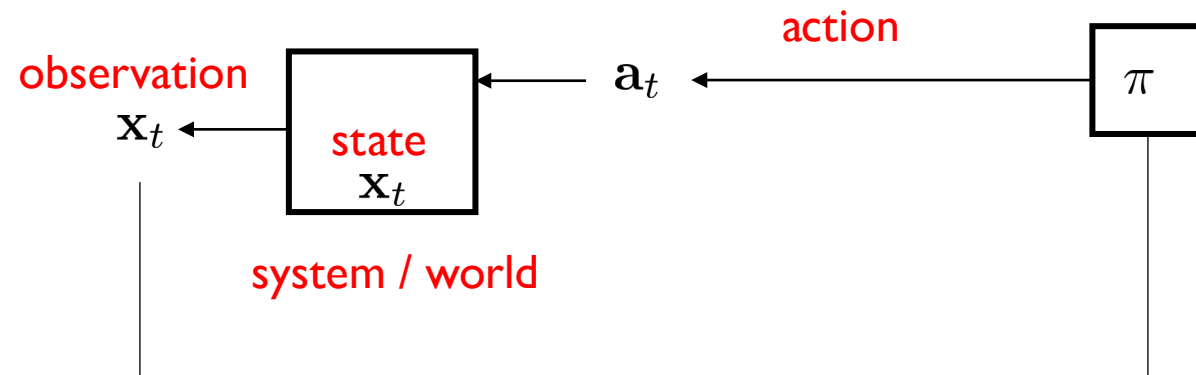 action
observation
a_t
π
x_t
state
x_t
system / world